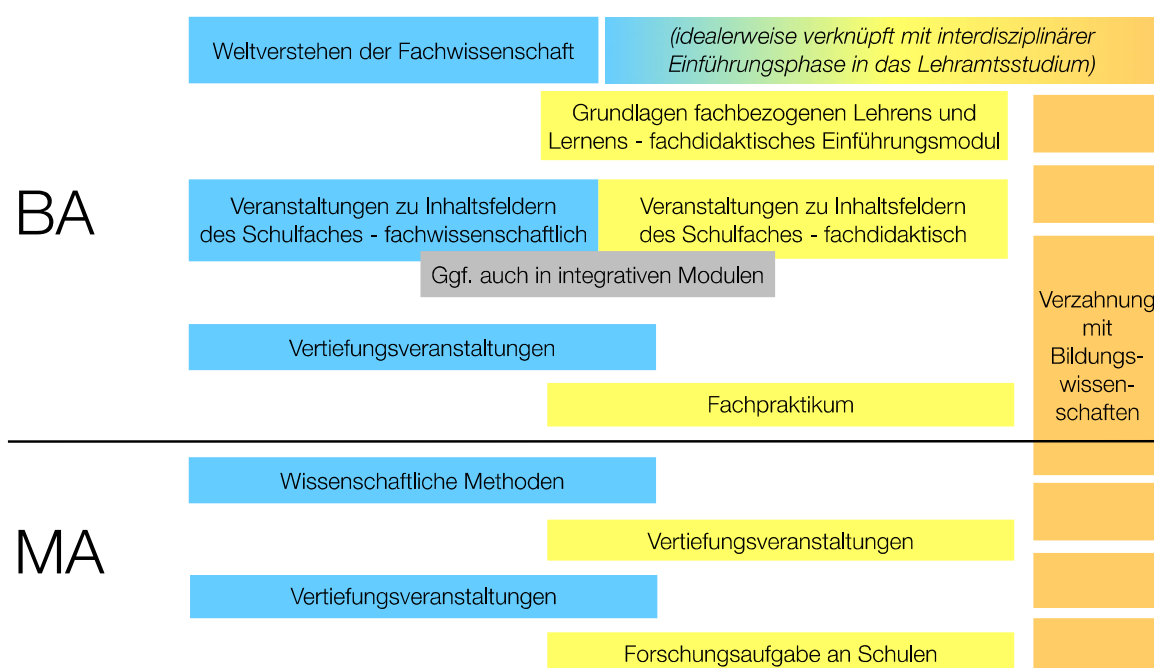 Weltverstehen der Fachwissenschaft
(idealerweise verknüpft mit interdisziplinärer
Einführungsphase in das Lehramtsstudium)
Grundlagen fachbezogenen Lehrens und
Lernens - fachdidaktisches Einführungsmodul
BA
Veranstaltungen zu Inhaltsfeldern
des Schulfaches - fachwissenschaftlich
Veranstaltungen zu Inhaltsfeldern
des Schulfaches - fachdidaktisch
Ggf. auch in integrativen Modulen
Verzahnung
mit
Bildungs-
wissen-
schaften
Vertiefungsveranstaltungen
Fachpraktikum
MA
Wissenschaftliche Methoden
Vertiefungsveranstaltungen
Vertiefungsveranstaltungen
Forschungsaufgabe an Schulen